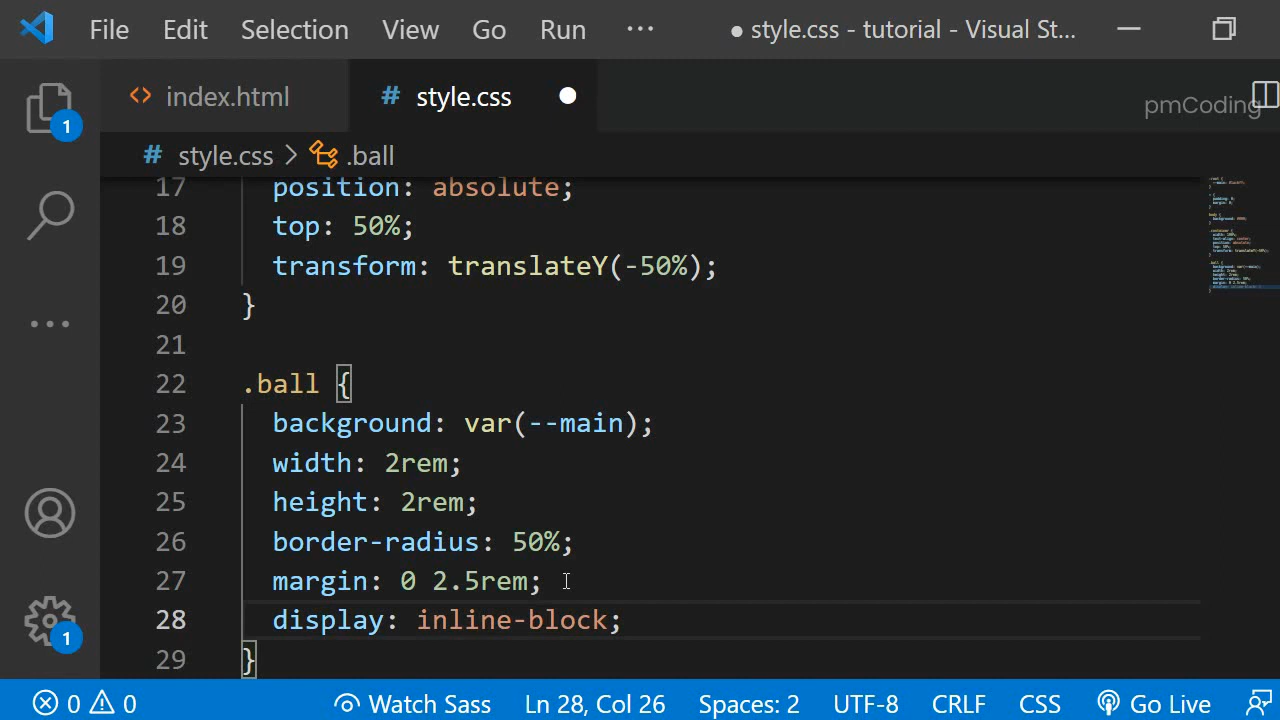 File Edit Selection View Go Run ··· ● style.css - tutorial - Visual St...
index.html # style.css
pmCoding
# style.css > .ball
17 position: absolute;
18 top: 50%;
19 transform: translateY(-50%);
20 }
21
22 .ball {
23 background: var(--main);
24 width: 2rem;
25 height: 2rem;
26 border-radius: 50%;
27 margin: 0 2.5rem;
28 display: inline-block;
29 }
1
1
0 0 Watch Sass Ln 28, Col 26 Spaces: 2 UTF-8 CRLF CSS Go Live